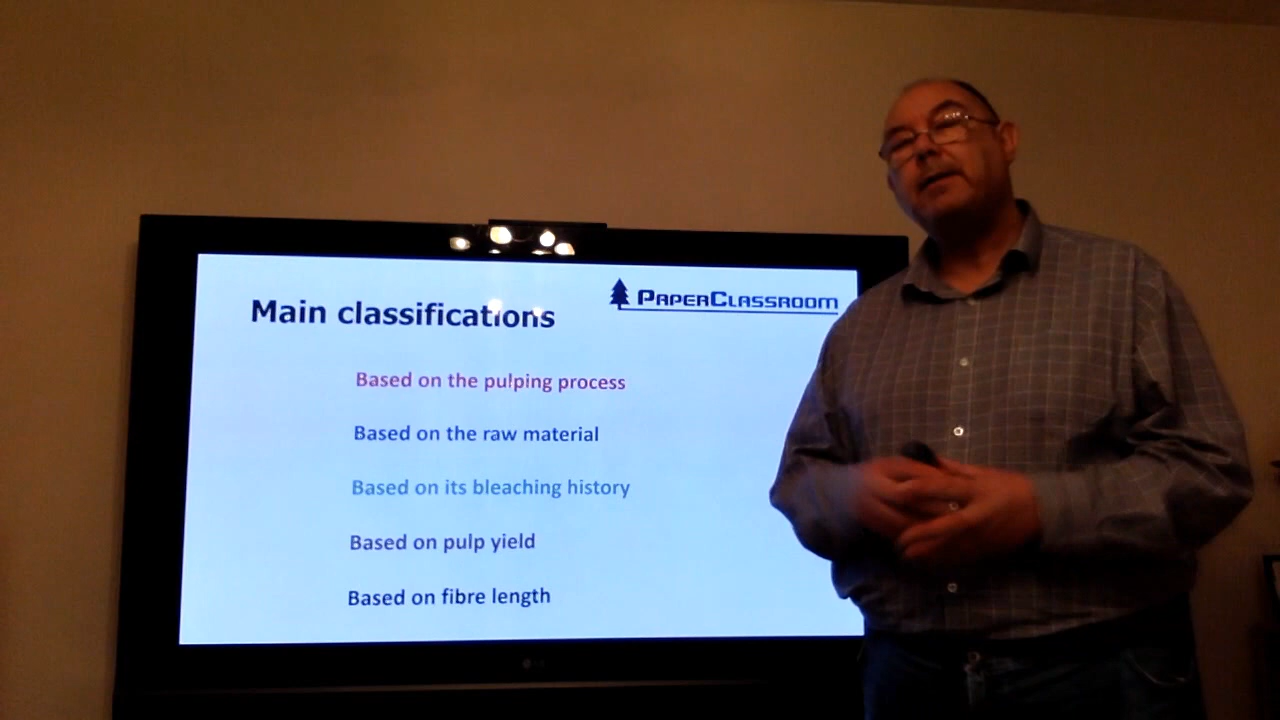 PAPERCLASSROOM
Main classifications
Based on the pulping process
Based on the raw material
Based on its bleaching history
Based on pulp yield
Based on fibre length
LG